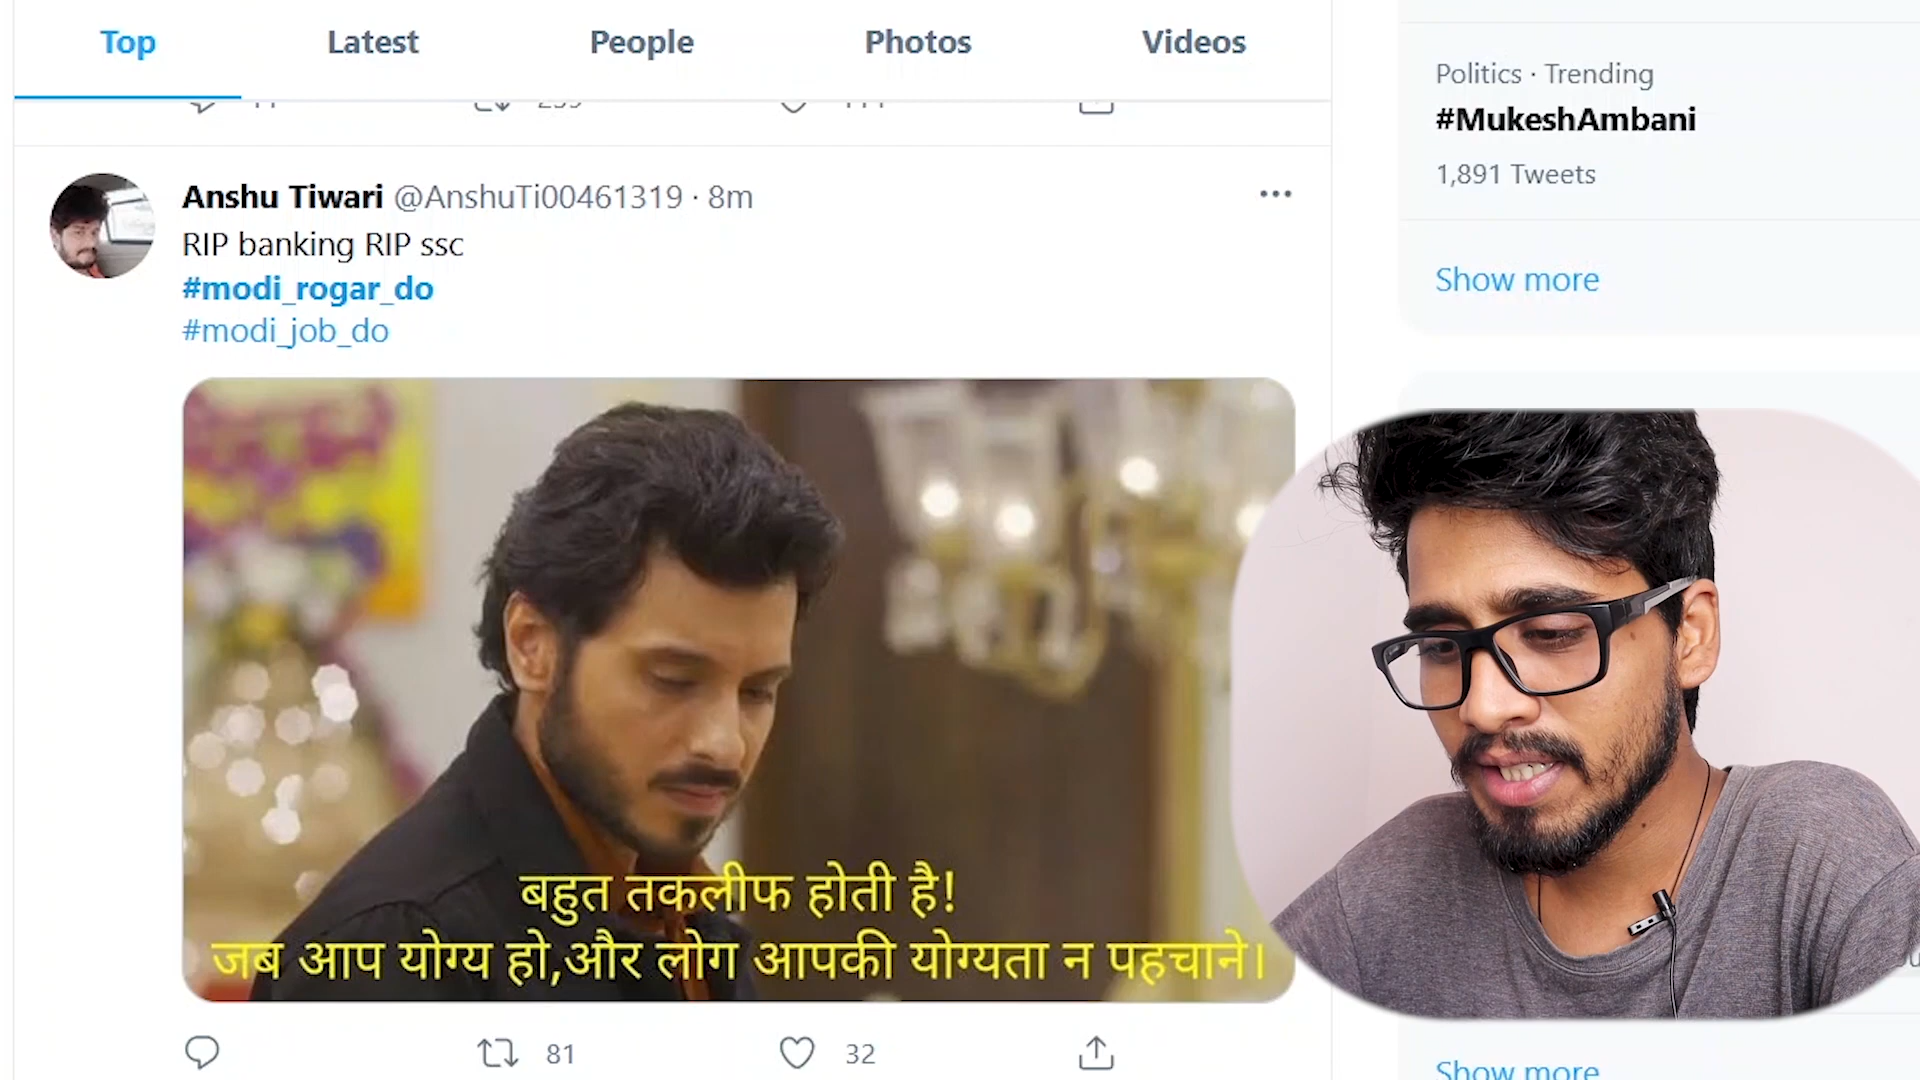 Top Latest People Photos Videos
Politics · Trending
#MukeshAmbani
1,891 Tweets
Show more
Anshu Tiwari @AnshuTi00461319 · 8m
RIP banking RIP ssc
#modi_rogar_do
#modi_job_do
बहुत तकलीफ होती है!
जब आप योग्य हो,और लोग आपकी योग्यता न पहचाने।
81 32
Show more